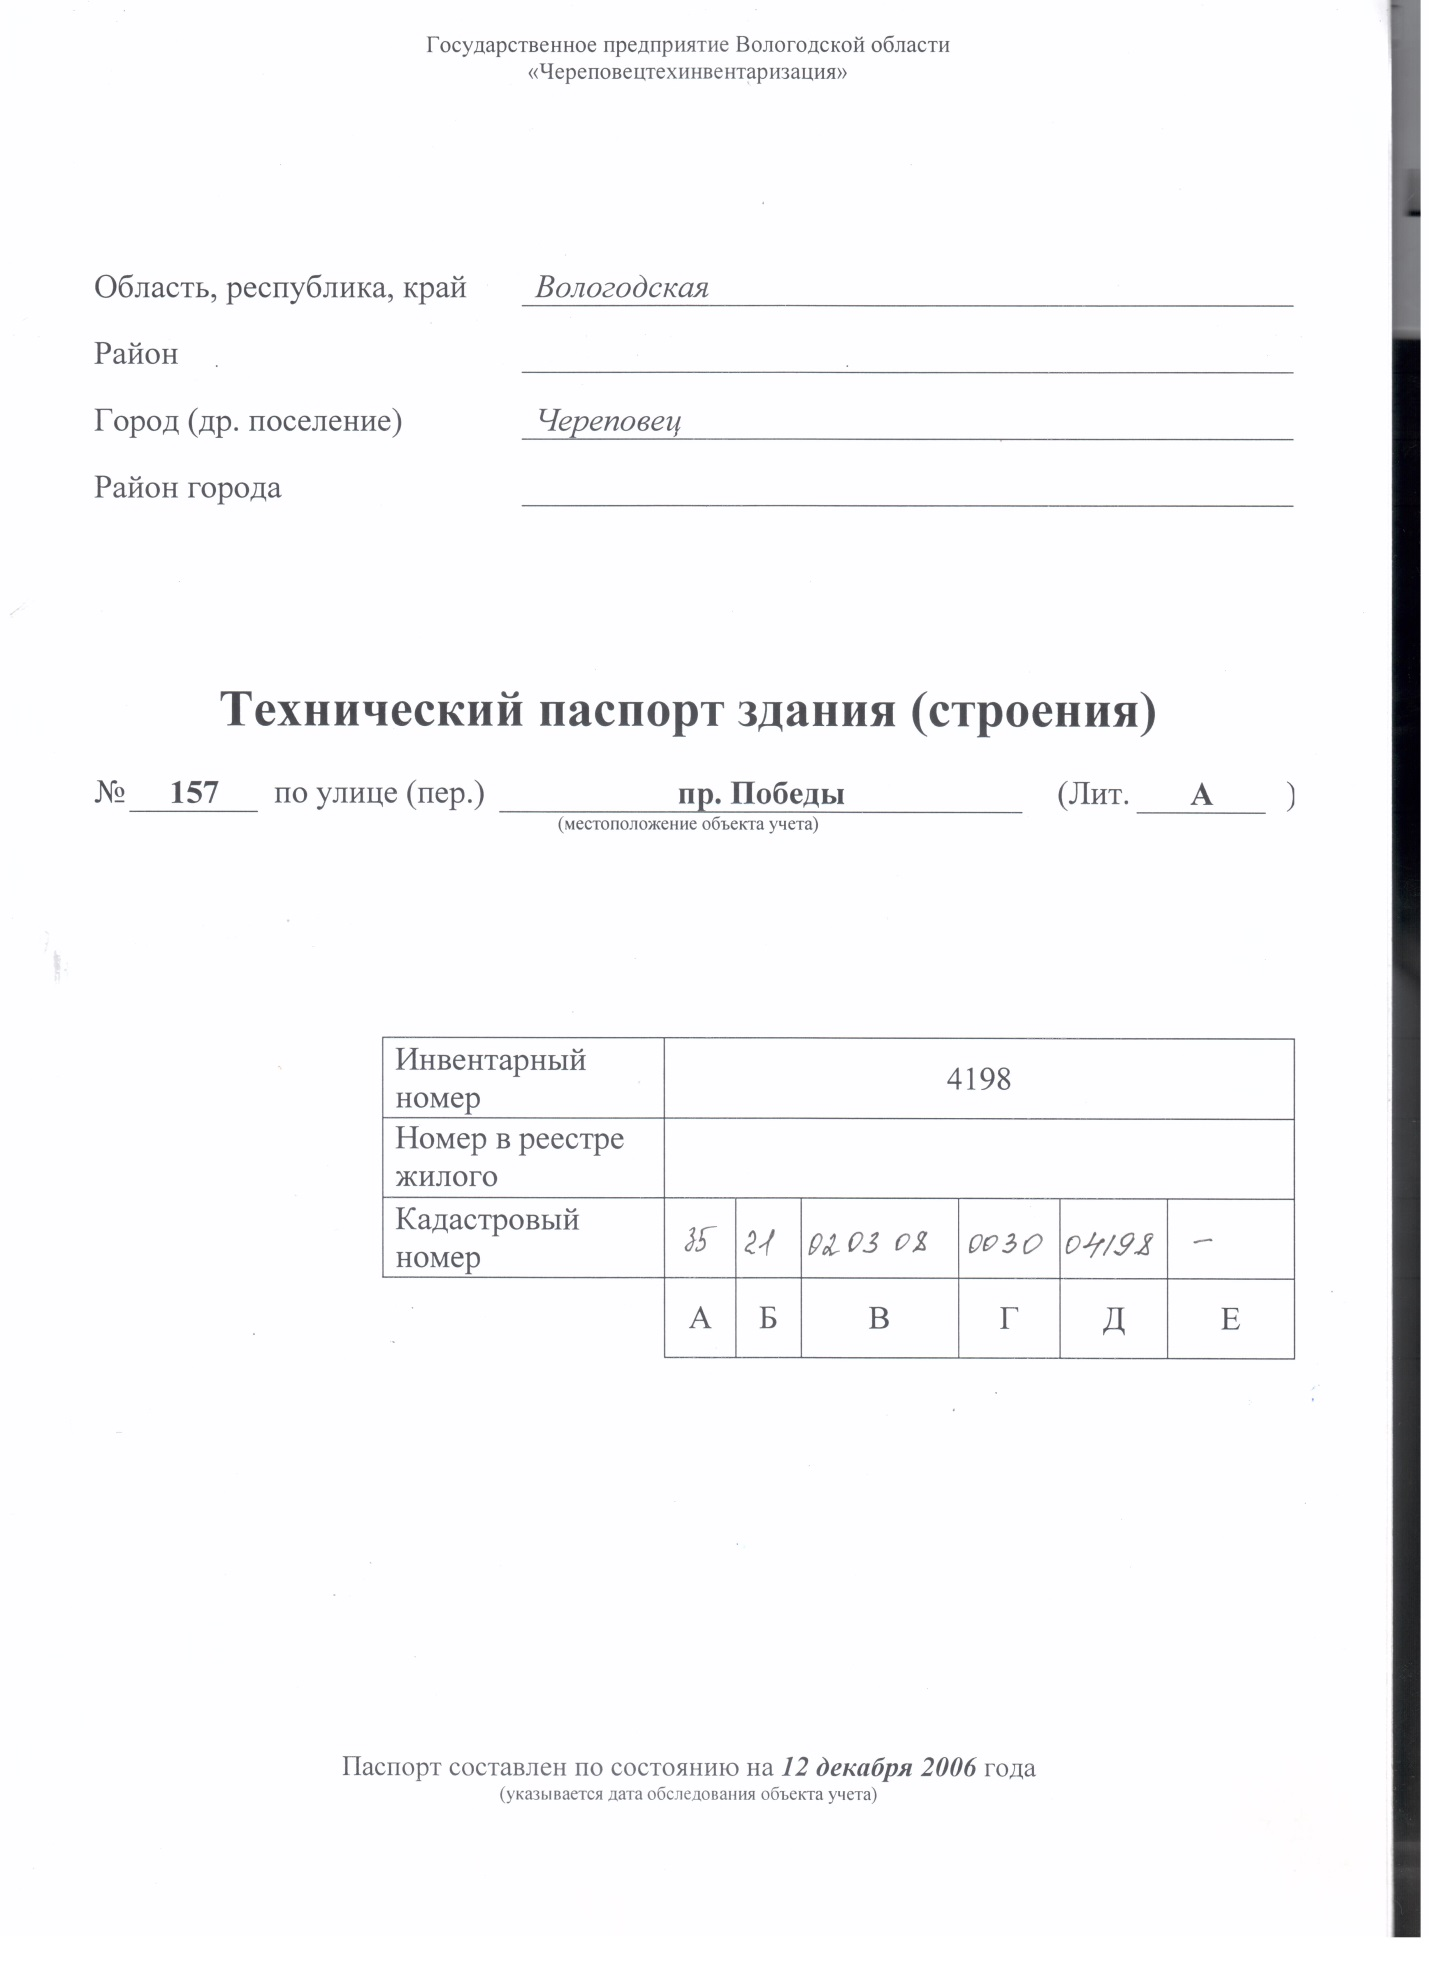 Государственное предприятие Вологодской области
«Череповецтехинвентаризация»
Область, республика, край Вологодская
Район
Город (др. поселение) Череповец
Район города
Технический паспорт здания (строения)
№ 157 по улице (пер.) пр. Победы (Лит. А )
(местоположение объекта учета)
Инвентарный
номер
4198
Номер в реестре
жилого
Кадастровый
номер
35 21 02 03 08 0030 04198 –
А Б В Г Д Е
Паспорт составлен по состоянию на 12 декабря 2006 года
(указывается дата обследования объекта учета)